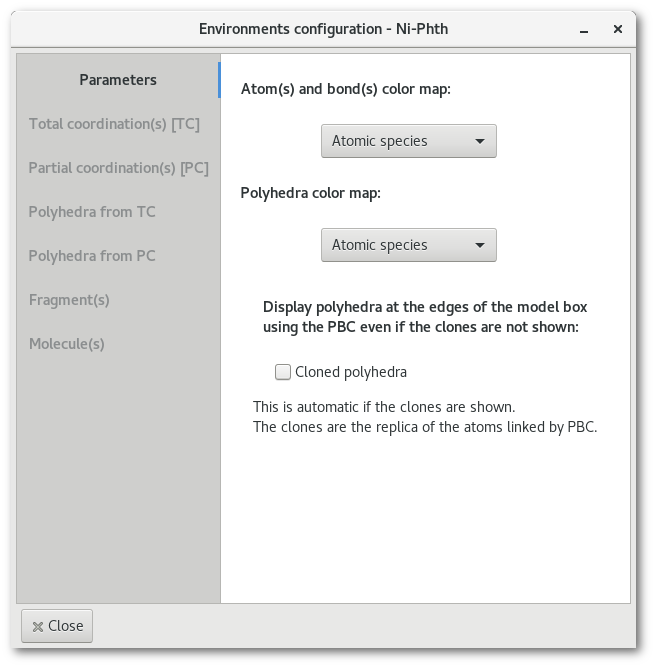 Environments configuration - Ni-Phth
Parameters
Total coordination(s) [TC]
Partial coordination(s) [PC]
Polyhedra from TC
Polyhedra from PC
Fragment(s)
Molecule(s)
Atom(s) and bond(s) color map:
Atomic species
Polyhedra color map:
Atomic species
Display polyhedra at the edges of the model box
using the PBC even if the clones are not shown:
Cloned polyhedra
This is automatic if the clones are shown.
The clones are the replica of the atoms linked by PBC.
Close